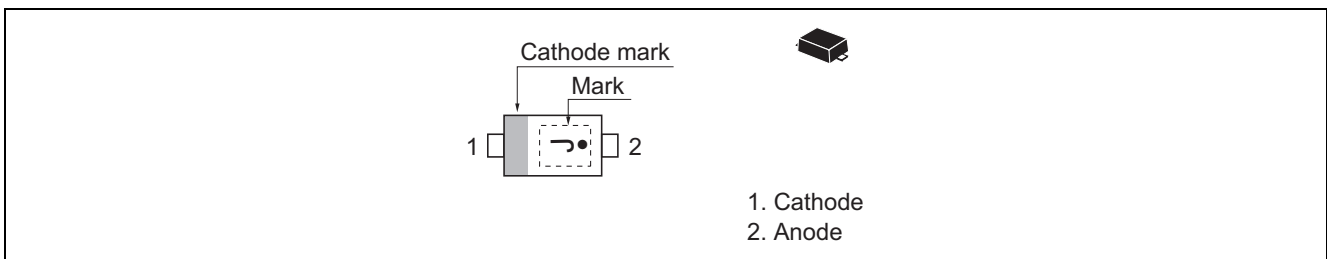 Cathode mark
Mark
1 J• 2
1. Cathode
2. Anode